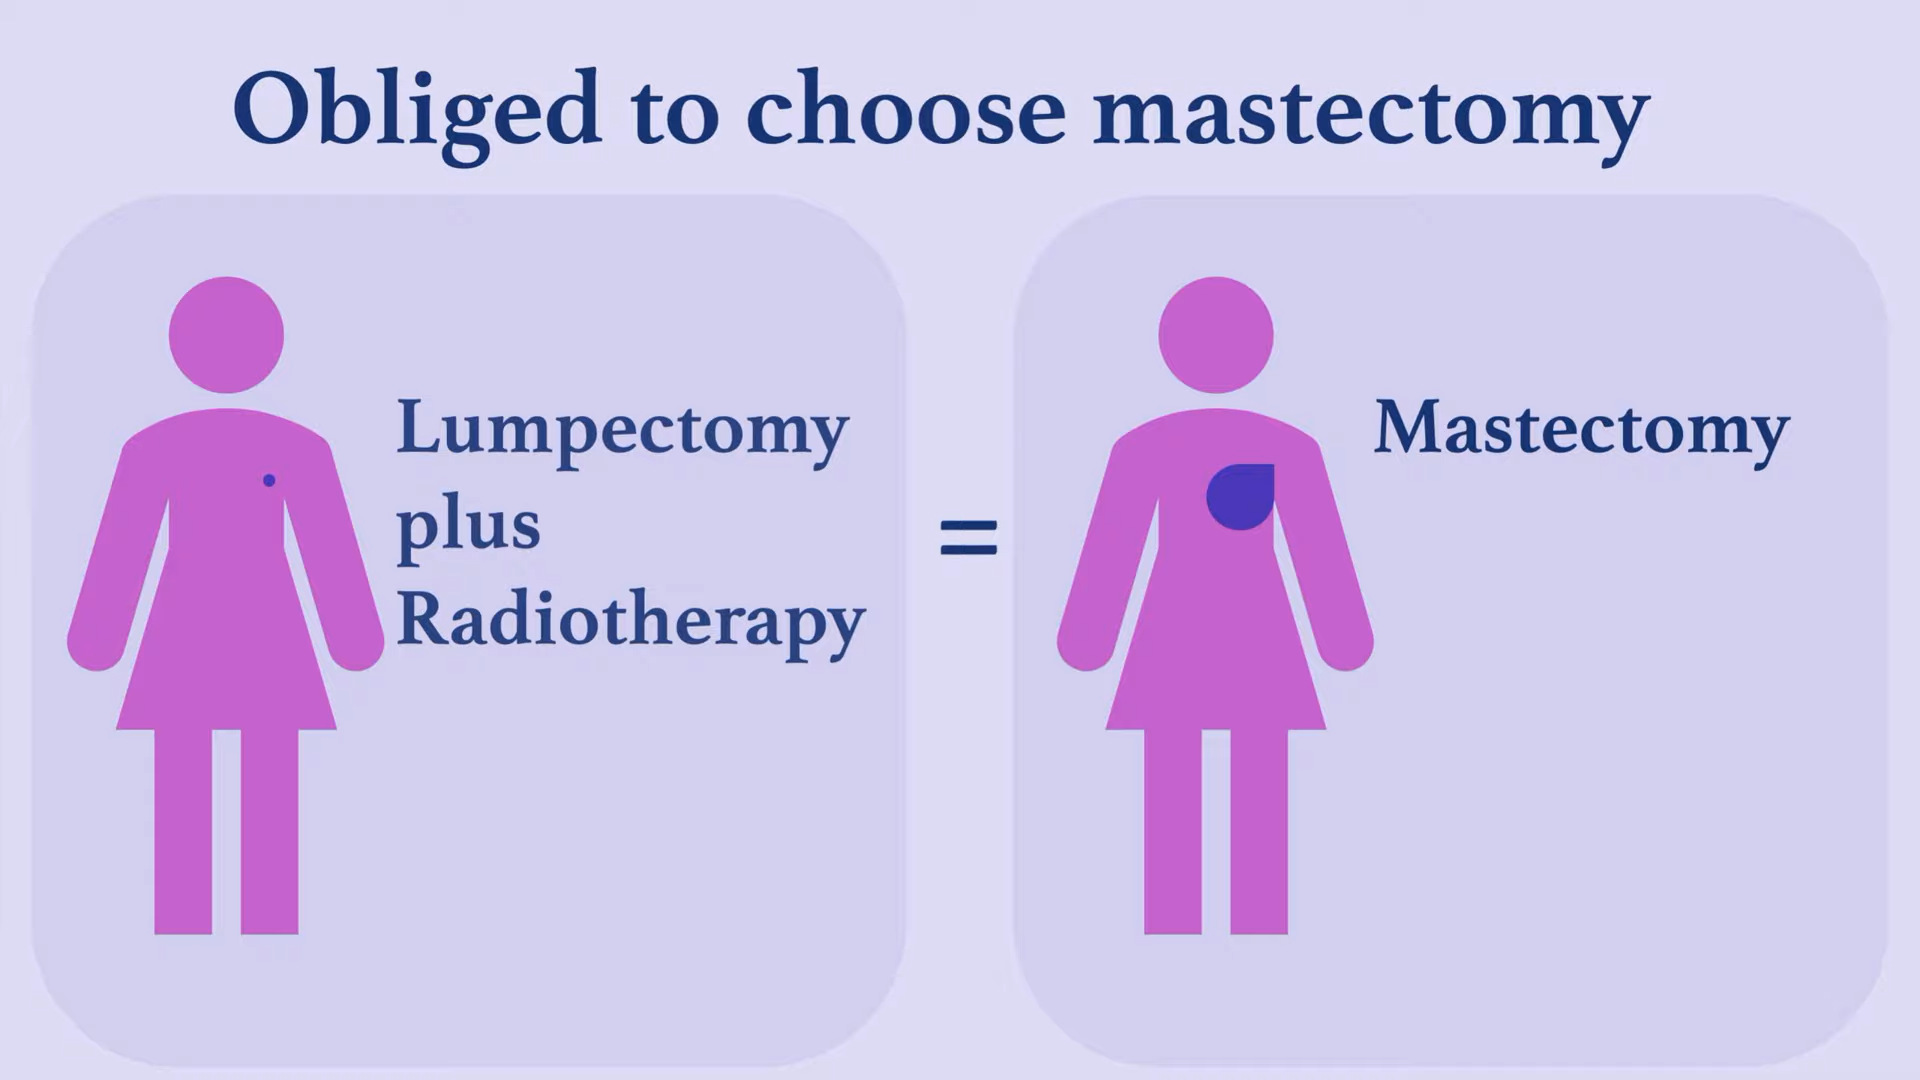 Obliged to choose mastectomy
Lumpectomy
plus
Radiotherapy
=
Mastectomy